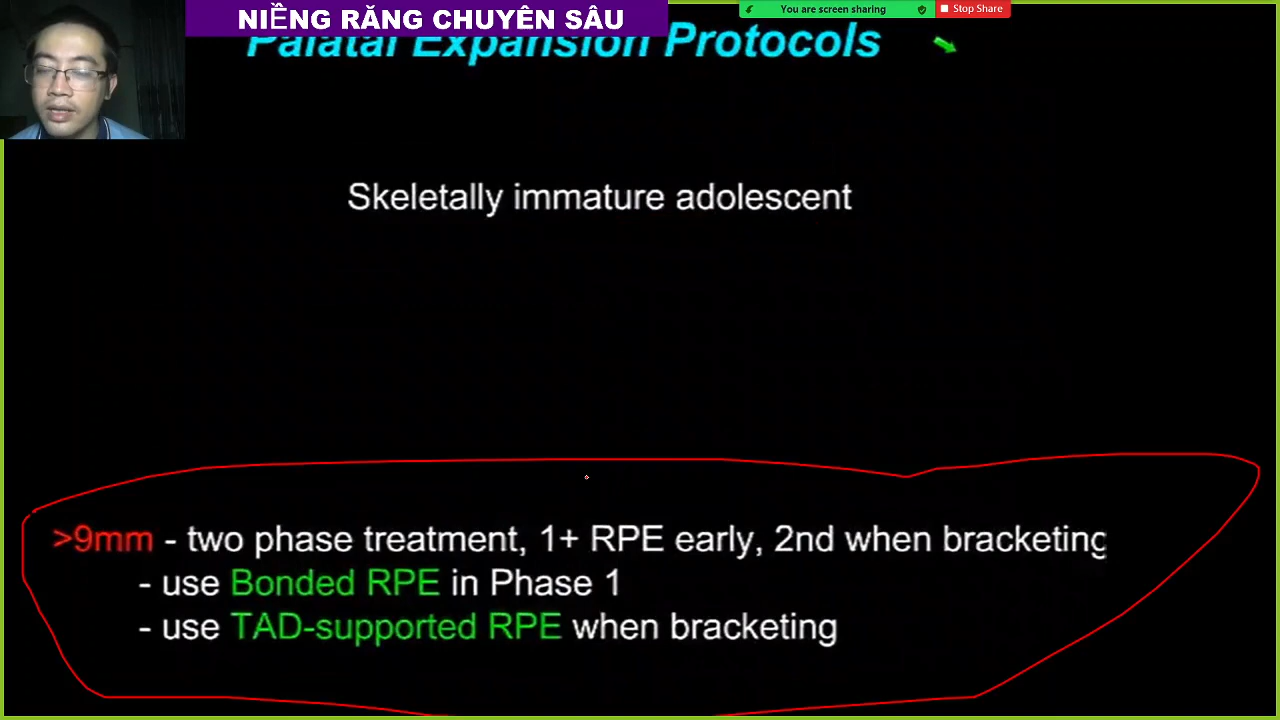 NIỀNG RĂNG CHUYÊN SÂU
You are screen sharing
Stop Share
Palatal Expansion Protocols
Skeletally immature adolescent
>9mm - two phase treatment, 1+ RPE early, 2nd when bracketing
- use Bonded RPE in Phase 1
- use TAD-supported RPE when bracketing